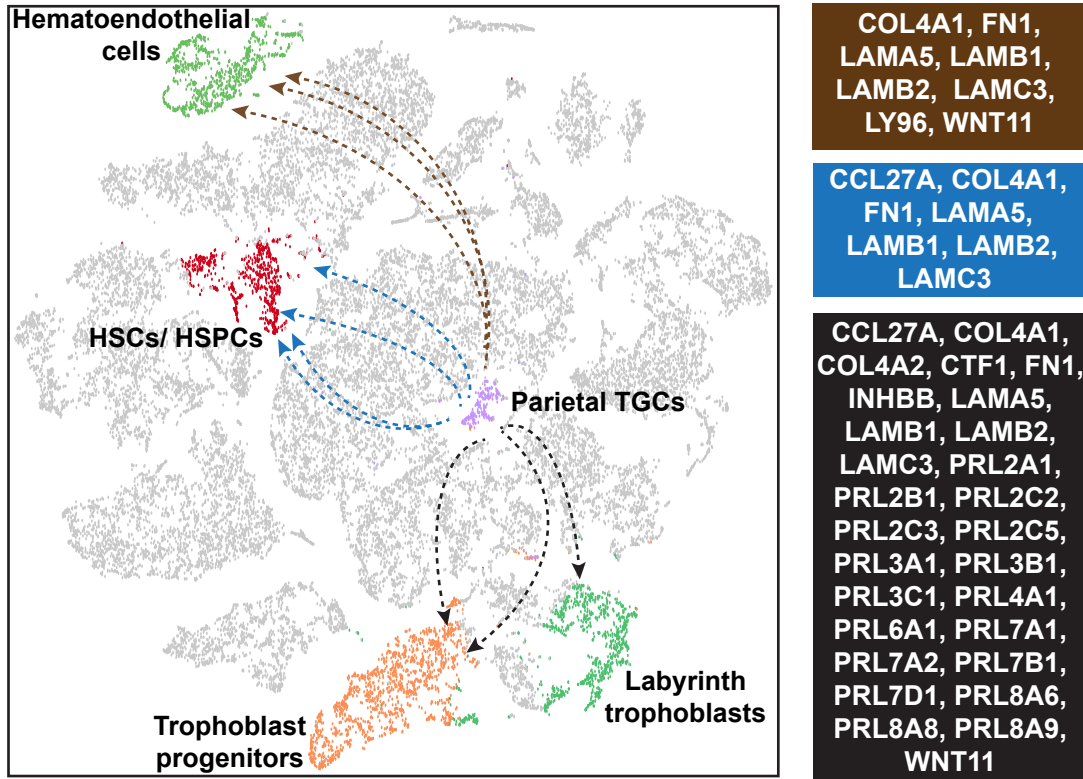 Hematoendothelial
cells
HSCs/ HSPCs
Parietal TGCs
Labyrinth
trophoblasts
Trophoblast
progenitors
COL4A1, FN1,
LAMA5, LAMB1,
LAMB2, LAMC3,
LY96, WNT11
CCL27A, COL4A1,
FN1, LAMA5,
LAMB1, LAMB2,
LAMC3
CCL27A, COL4A1,
COL4A2, CTF1, FN1,
INHBB, LAMA5,
LAMB1, LAMB2,
LAMC3, PRL2A1,
PRL2B1, PRL2C2,
PRL2C3, PRL2C5,
PRL3A1, PRL3B1,
PRL3C1, PRL4A1,
PRL6A1, PRL7A1,
PRL7A2, PRL7B1,
PRL7D1, PRL8A6,
PRL8A8, PRL8A9,
WNT11